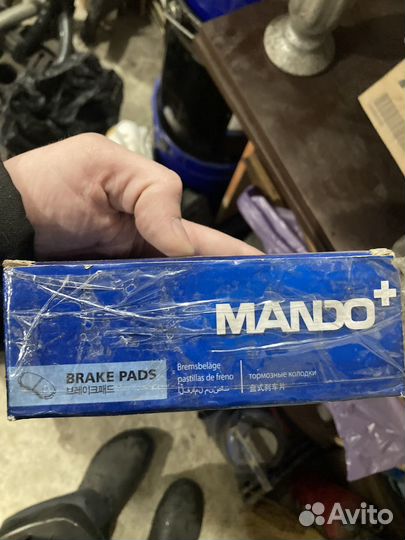 MANDO+
BRAKE PADS
브레이크패드
Bremsbeläge
pastillas de freno
тормозные колодки
盘式刹车片
Avito